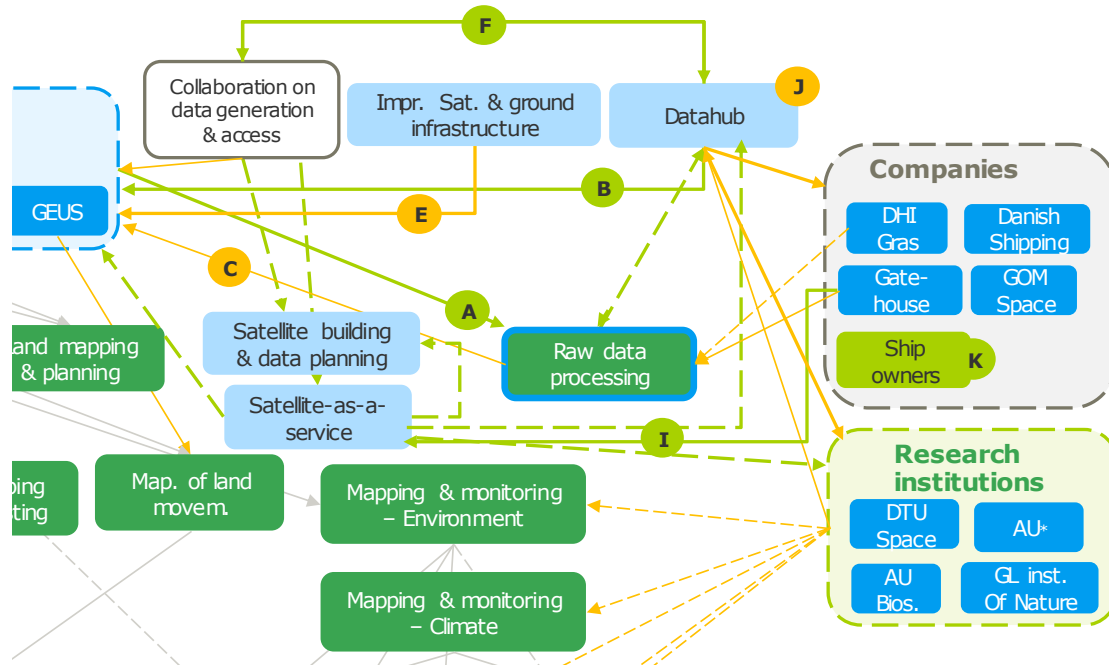 F
Collaboration on
data generation
& access
Impr. Sat. & ground
infrastructure
Datahub
J
Companies
DHI
Gras
Danish
Shipping
Gate-
house
GOM
Space
Ship
owners
K
GEUS
B
E
C
A
Satellite building
& data planning
Raw data
processing
Land mapping
& planning
Satellite-as-a-
service
I
Research
institutions
DTU
Space
AU*
AU
Bios.
GL inst.
Of Nature
Map. of land
movem.
Mapping & monitoring
– Environment
Mapping & monitoring
– Climate